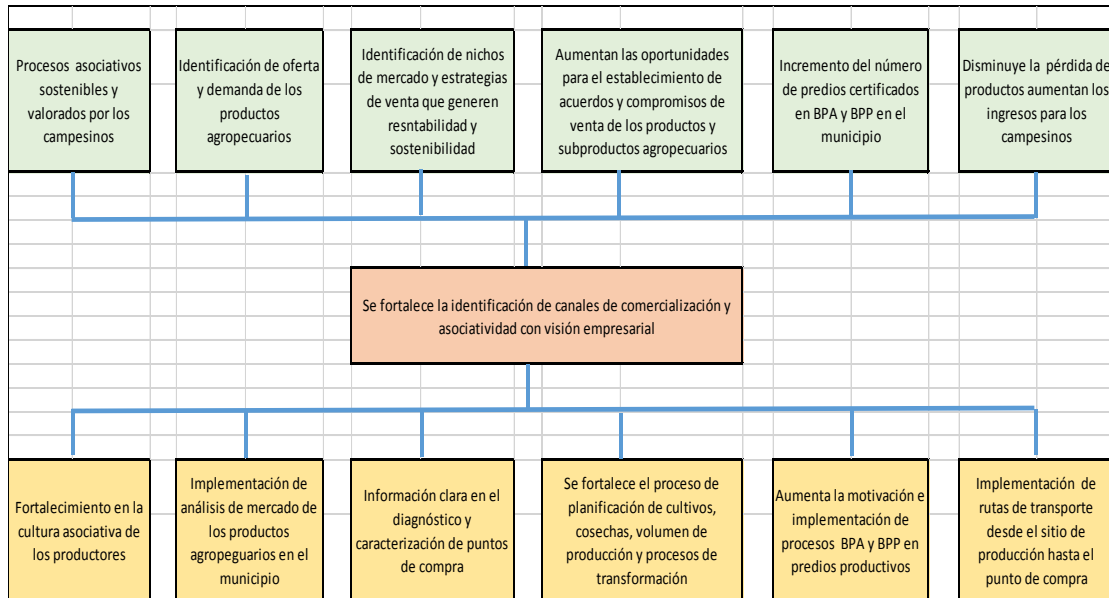 Procesos asociativos
sostenibles y
valorados por los
campesinos
Identificación de oferta
y demanda de los
productos
agropecuarios
Identificación de nichos
de mercado y estrategias
de venta que generen
resntabilidad y
sostenibilidad
Aumentan las oportunidades
para el establecimiento de
acuerdos y compromisos de
venta de los productos y
subproductos agropecuarios
Incremento del número
de predios certificados
en BPA y BPP en el
municipio
Disminuye la pérdida de
productos aumentan los
ingresos para los
campesinos
Se fortalece la identificación de canales de comercialización y
asociatividad con visión empresarial
Fortalecimiento en la
cultura asociativa de
los productores
Implementación de
análisis de mercado de
los productos
agropeguarios en el
municipio
Información clara en el
diagnóstico y
caracterización de puntos
de compra
Se fortalece el proceso de
planificación de cultivos,
cosechas, volumen de
producción y procesos de
transformación
Aumenta la motivación e
implementación de
procesos BPA y BPP en
predios productivos
Implementación de
rutas de transporte
desde el sitio de
producción hasta el
punto de compra